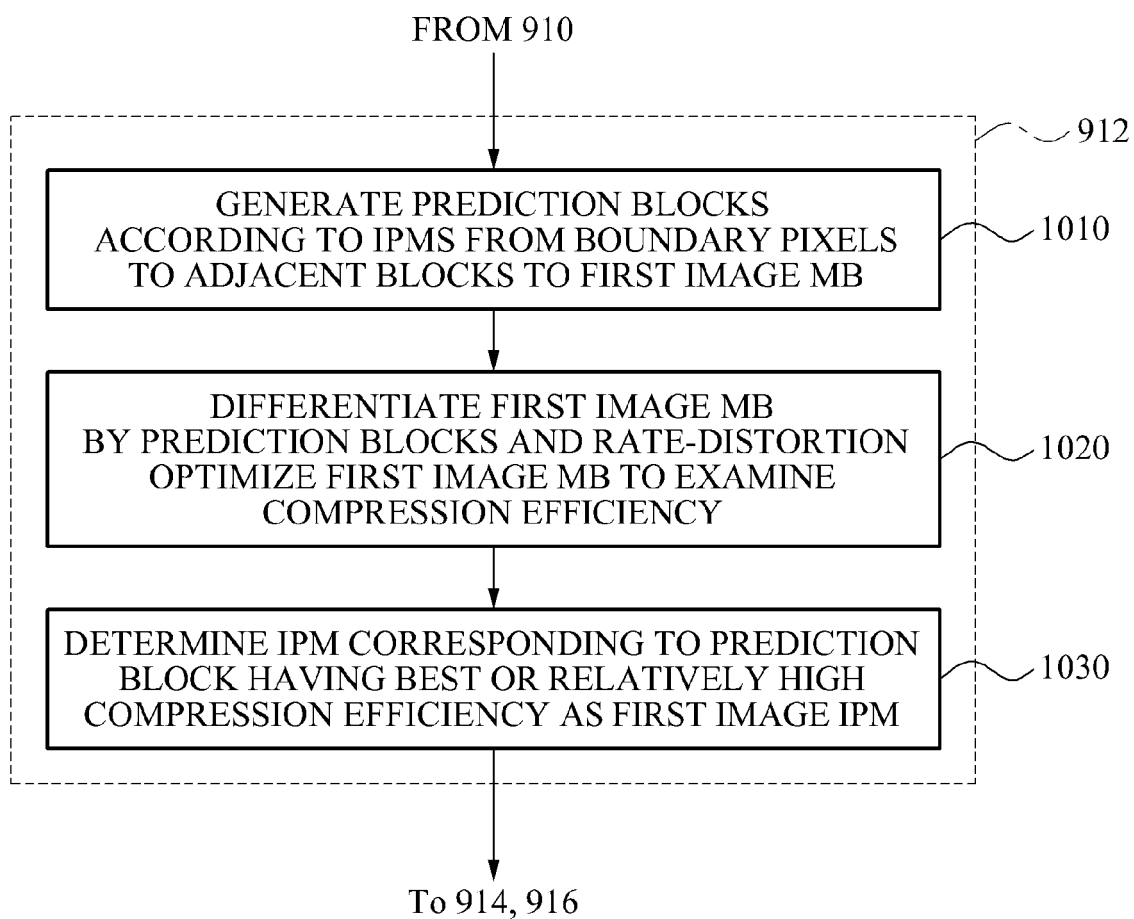 FROM 910
912
GENERATE PREDICTION BLOCKS
ACCORDING TO IPMS FROM BOUNDARY PIXELS
TO ADJACENT BLOCKS TO FIRST IMAGE MB
1010
DIFFERENTIATE FIRST IMAGE MB
BY PREDICTION BLOCKS AND RATE-DISTORTION
OPTIMIZE FIRST IMAGE MB TO EXAMINE
COMPRESSION EFFICIENCY
1020
DETERMINE IPM CORRESPONDING TO PREDICTION
BLOCK HAVING BEST OR RELATIVELY HIGH
COMPRESSION EFFICIENCY AS FIRST IMAGE IPM
1030
To 914, 916